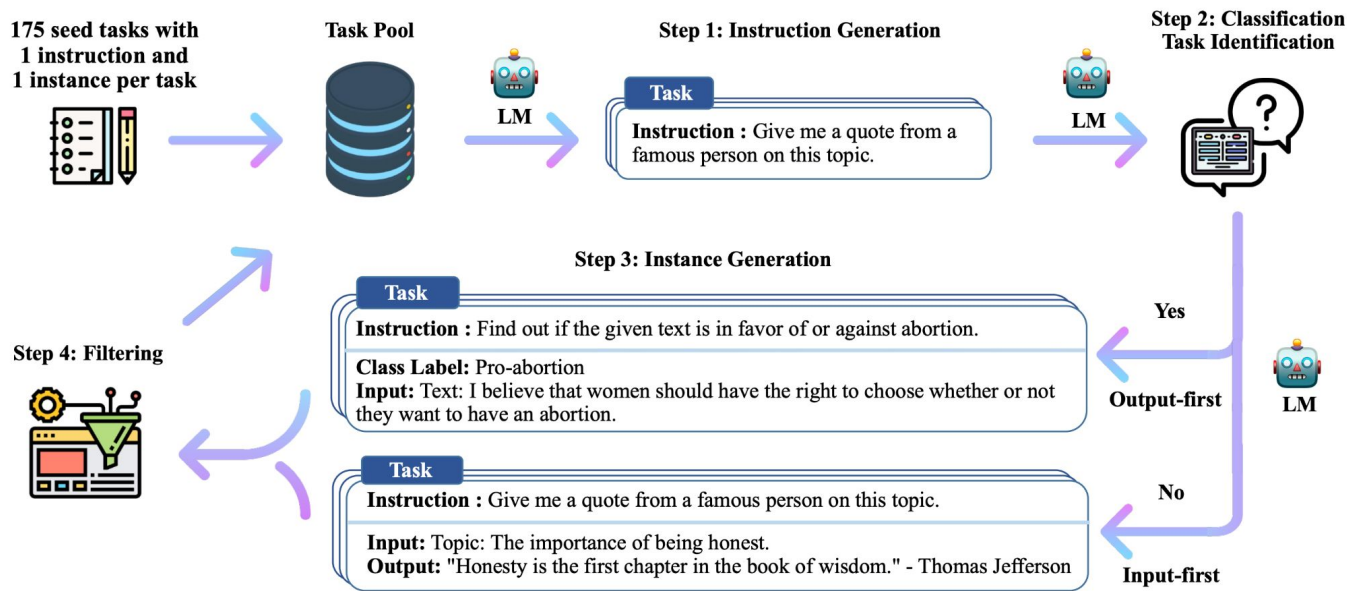 175 seed tasks with
1 instruction and
1 instance per task
Task Pool
LM
Step 1: Instruction Generation
Task
Instruction : Give me a quote from a
famous person on this topic.
LM
Step 2: Classification
Task Identification
?
Step 3: Instance Generation
Task
Instruction : Find out if the given text is in favor of or against abortion.
Class Label: Pro-abortion
Input: Text: I believe that women should have the right to choose whether or not
they want to have an abortion.
Yes
Output-first
LM
Task
Instruction : Give me a quote from a famous person on this topic.
Input: Topic: The importance of being honest.
Output: "Honesty is the first chapter in the book of wisdom." - Thomas Jefferson
No
Input-first
Step 4: Filtering